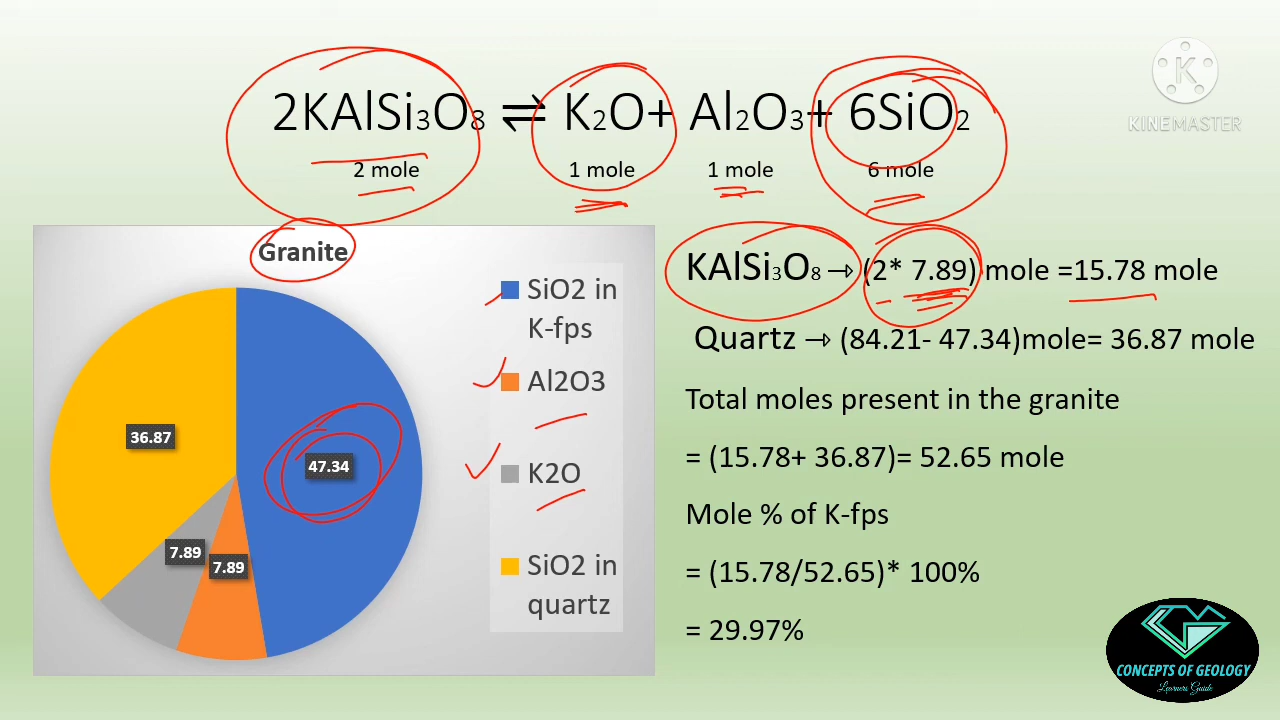 2KAlSi₃O₈ ⇌ K₂O+ Al₂O₃+ 6SiO₂
2 mole 1 mole 1 mole 6 mole
K
KINEMASTER
Granite
SiO2 in
K-fps
Al2O3
K2O
SiO2 in
quartz
36.87
47.34
7.89
7.89
KAlSi₃O₈ → (2* 7.89) mole =15.78 mole
Quartz → (84.21- 47.34)mole= 36.87 mole
Total moles present in the granite
= (15.78+ 36.87)= 52.65 mole
Mole % of K-fps
= (15.78/52.65)* 100%
= 29.97%
CONCEPTS OF GEOLOGY
Learners Guide